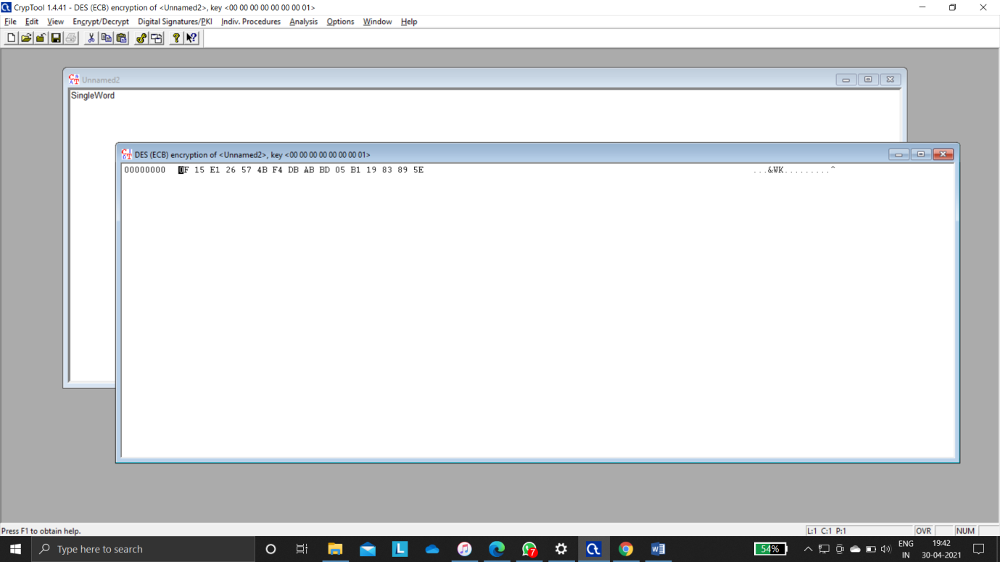 CrypTool 1.4.41 - DES (ECB) encryption of <Unnamed2>, key <00 00 00 00 00 00 00 01>
File Edit View Encrypt/Decrypt Digital Signatures/PKI Indiv. Procedures Analysis Options Window Help
Unnamed2
SingleWord
DES (ECB) encryption of <Unnamed2>, key <00 00 00 00 00 00 00 01>
00000000 0F 15 E1 26 57 4B F4 DB AB BD 05 B1 19 83 89 5E ...&WK.........^
Press F1 to obtain help. L:1 C:1 P:1 OVR NUM
Type here to search 7 54% ENG IN 19:42 30-04-2021